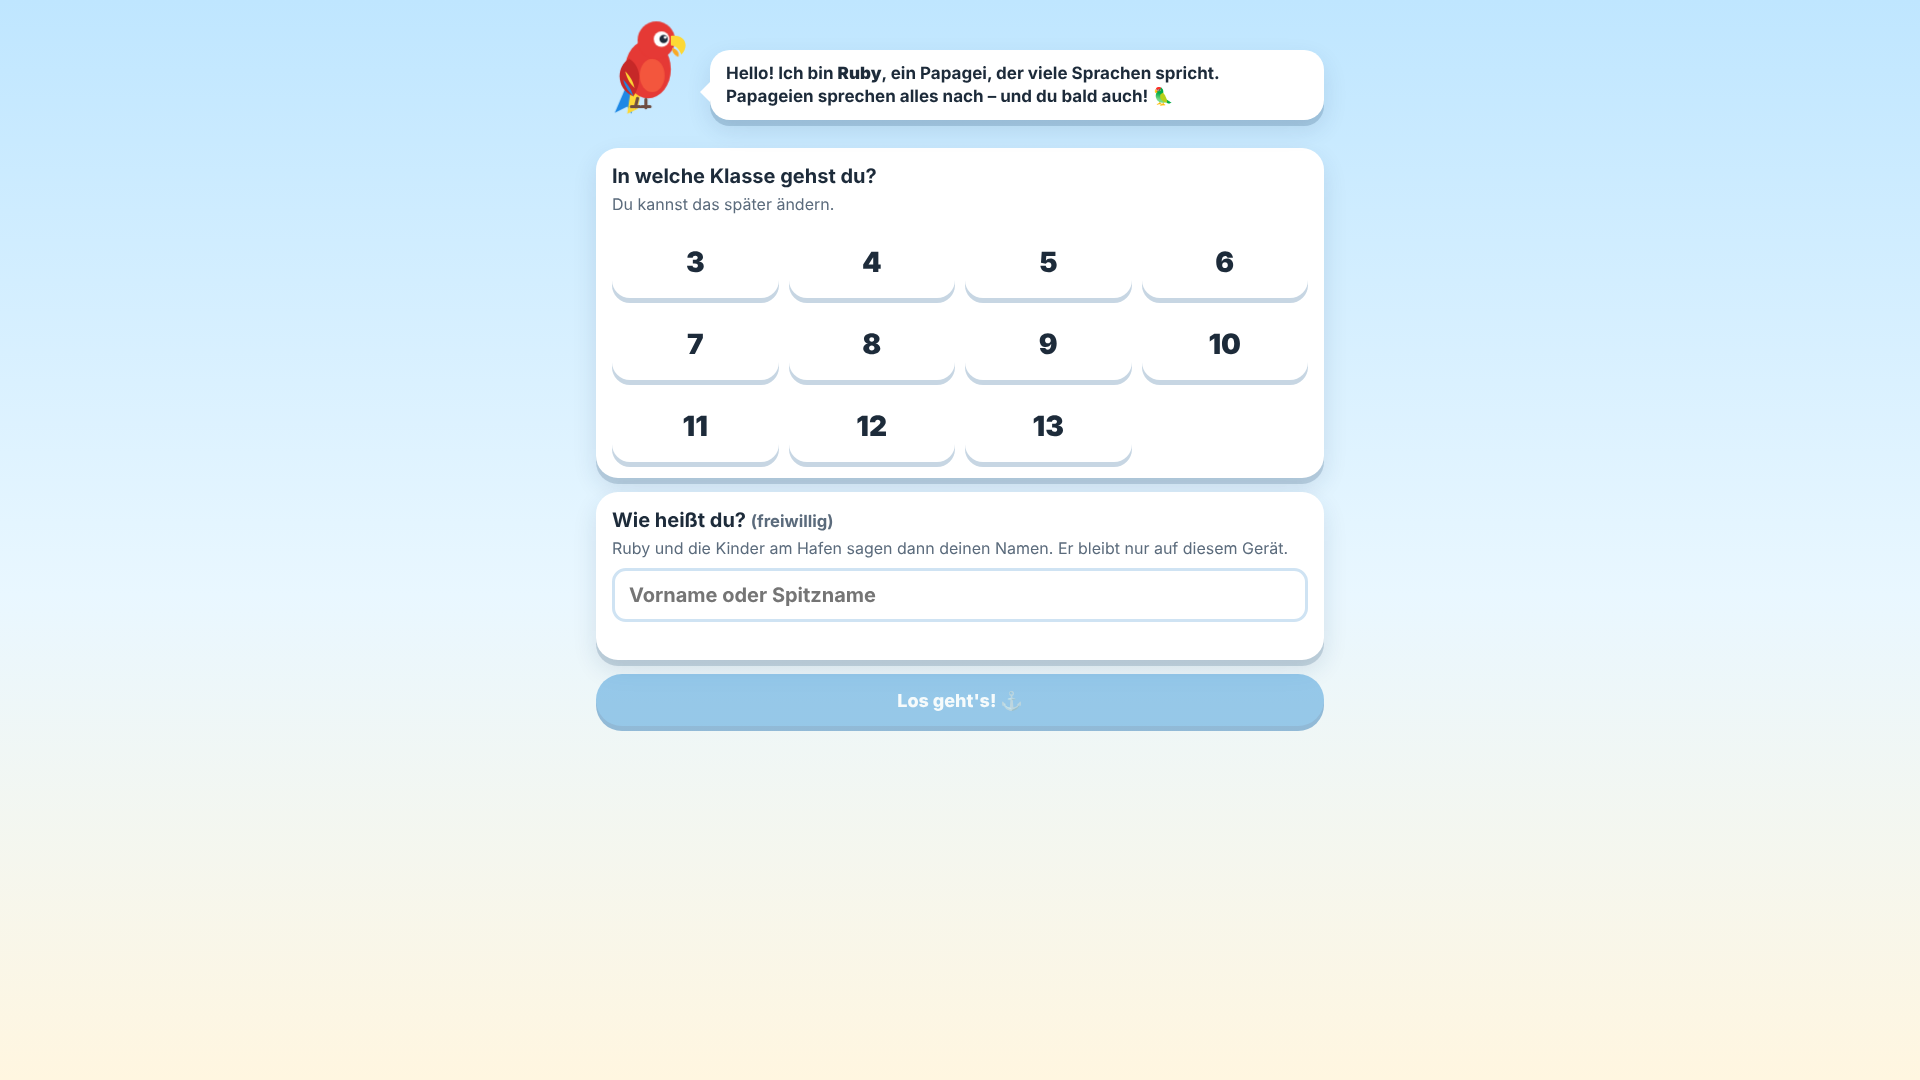 Hello! Ich bin Ruby, ein Papagei, der viele Sprachen spricht.
Papageien sprechen alles nach – und du bald auch! 🦜
In welche Klasse gehst du?
Du kannst das später ändern.
3 4 5 6
7 8 9 10
11 12 13
Wie heißt du? (freiwillig)
Ruby und die Kinder am Hafen sagen dann deinen Namen. Er bleibt nur auf diesem Gerät.
Vorname oder Spitzname
Los geht's! ⚓